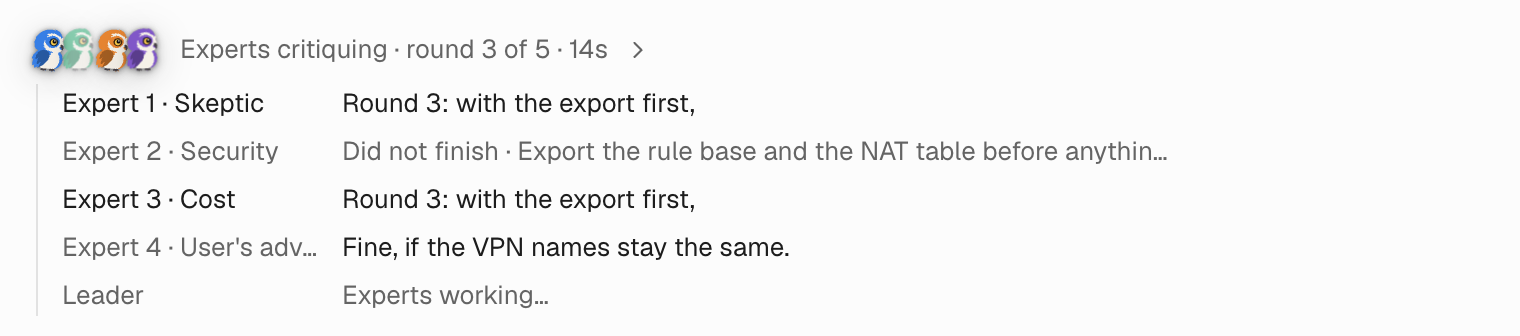 Experts critiquing · round 3 of 5 · 14s
Expert 1 · Skeptic Round 3: with the export first,
Expert 2 · Security Did not finish · Export the rule base and the NAT table before anythin…
Expert 3 · Cost Round 3: with the export first,
Expert 4 · User's adv… Fine, if the VPN names stay the same.
Leader Experts working…